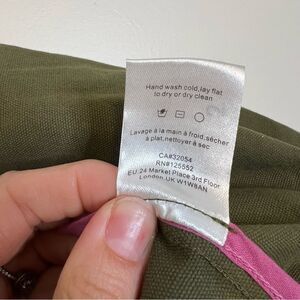 Hand wash cold,lay flat
to dry or dry clean
Lavage à la main à froid,sécher
à plat,nettoyer à sec
CA#32054
RN#125552
EU.24 Market Place 3rd Floor
London.UK W1W8AN